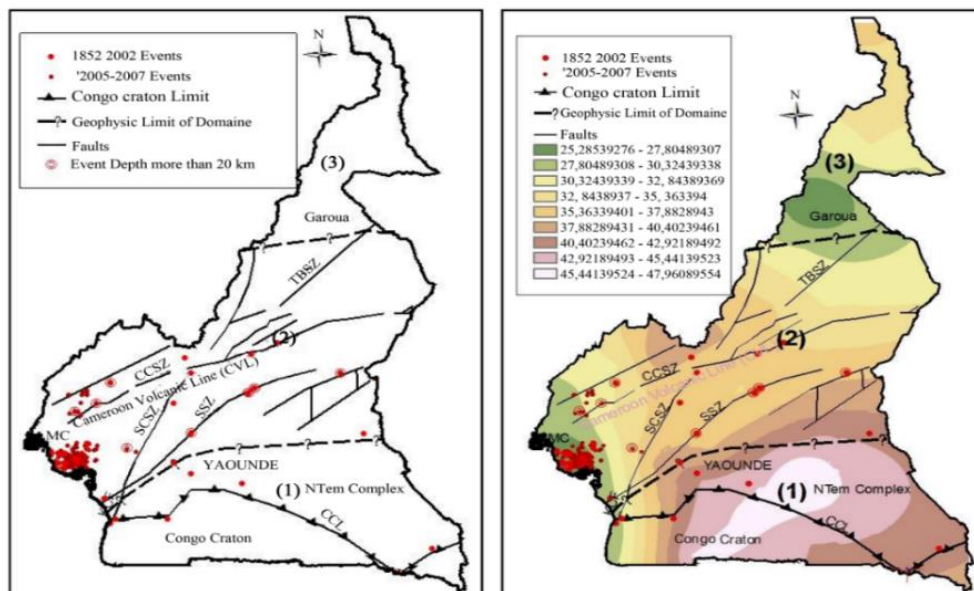 N
1852 2002 Events
'2005-2007 Events
Congo craton Limit
Geophysic Limit of Domaine
Faults
Event Depth more than 20 km
(3)
Garoua
TBSZ
(2)
CCSZ
Cameroon Volcanic Line (CVL)
SCSZ
SSZ
MC
YAOUNDE
(1)
NTem Complex
CCL
Congo Craton
N
1852 2002 Events
'2005-2007 Events
Congo craton Limit
Geophysic Limit of Domaine
Faults
25,28539276 - 27,80489307
27,80489308 - 30,32439338
30,32439339 - 32, 84389369
32, 8438937 - 35, 363394
35,36339401 - 37,8828943
37,88289431 - 40,40239461
40,40239462 - 42,92189492
42,92189493 - 45,44139523
45,44139524 - 47,96089554
(3)
Garoua
TBSZ
(2)
CCSZ
Cameroon Volcanic Line
SCSZ
SSZ
MC
YAOUNDE
(1)
NTem Complex
CCL
Congo Craton